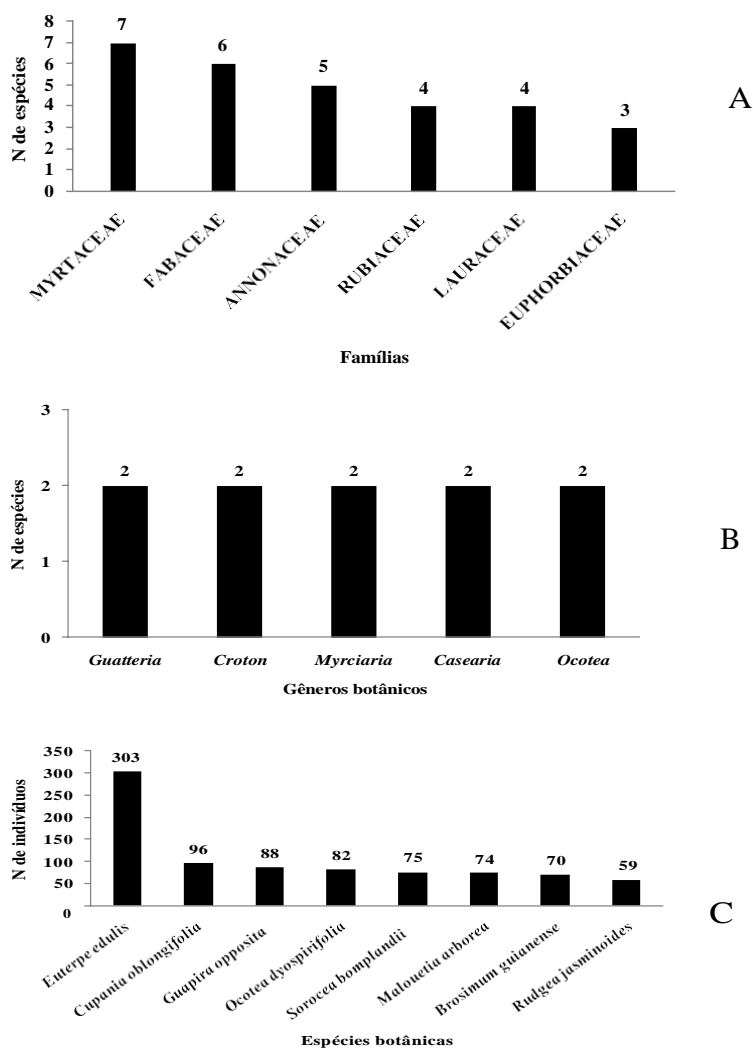 N de espécies
8
7
6
5
4
3
2
1
0
7
6
5
4
4
3
MYRTACEAE
FABACEAE
ANNONACEAE
RUBIACEAE
LAURACEAE
EUPHORBIACEAE
Famílias
A
N de espécies
3
2
1
0
2
2
2
2
2
Guatteria
Croton
Myrciaria
Casearia
Ocotea
Gêneros botânicos
B
N de indivíduos
350
300
250
200
150
100
50
0
303
96
88
82
75
74
70
59
Euterpe edulis
Cupania oblongifolia
Guapira opposita
Ocotea dyospirifolia
Sorocea bomplandii
Malouetia arborea
Brosimum guianense
Rudgea jasminoides
Espécies botânicas
C